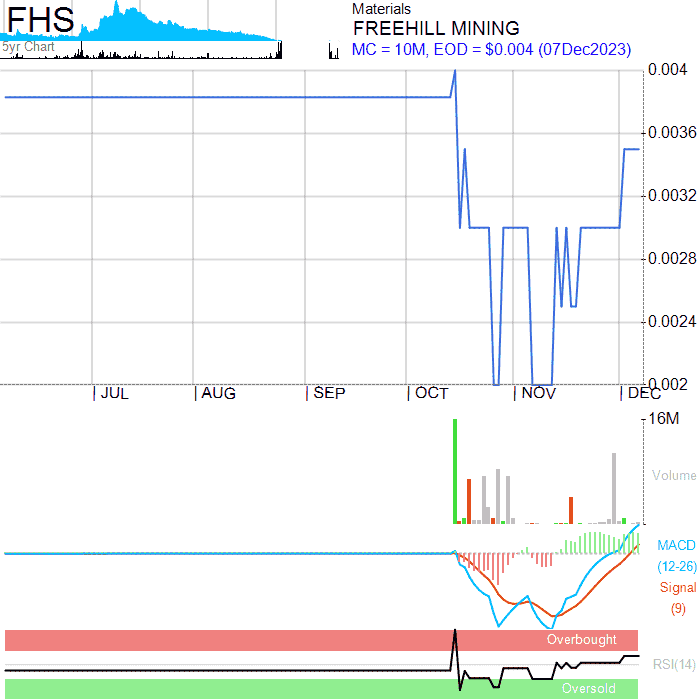 FHS
5yr Chart
Materials
FREEHILL MINING
MC = 10M, EOD = $0.004 (07Dec2023)
0.004
0.0036
0.0032
0.0028
0.0024
0.002
JUL AUG SEP OCT NOV DEC
16M
Volume
MACD
(12-26)
Signal
(9)
Overbought
RSI(14)
Oversold